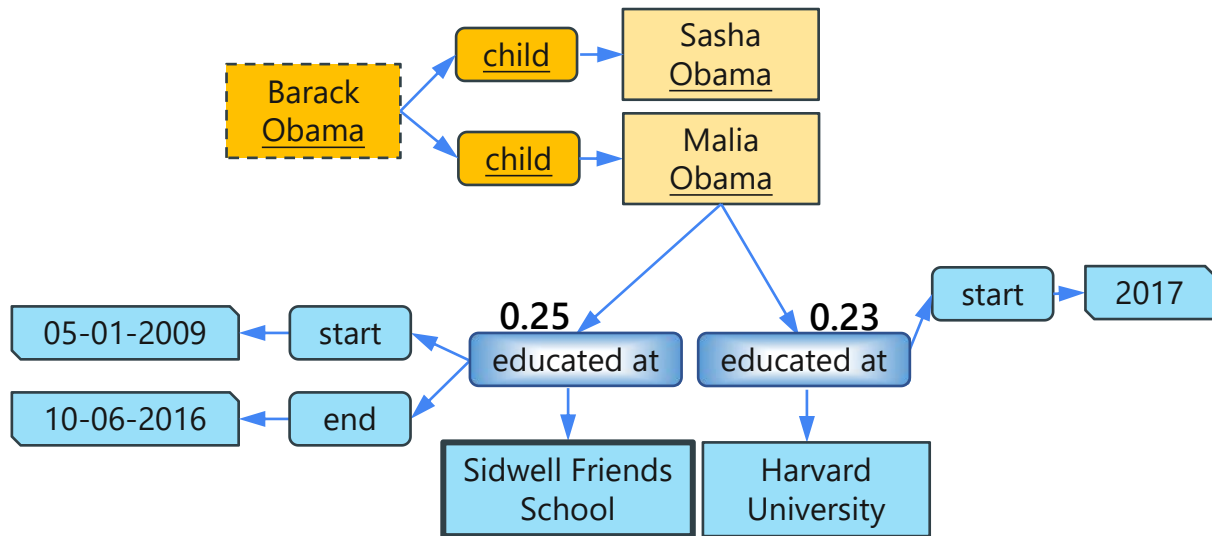 child
Sasha
Obama
Barack
Obama
child
Malia
Obama
0.25
0.23
start
2017
05-01-2009
start
educated at
educated at
10-06-2016
end
Sidwell Friends
School
Harvard
University